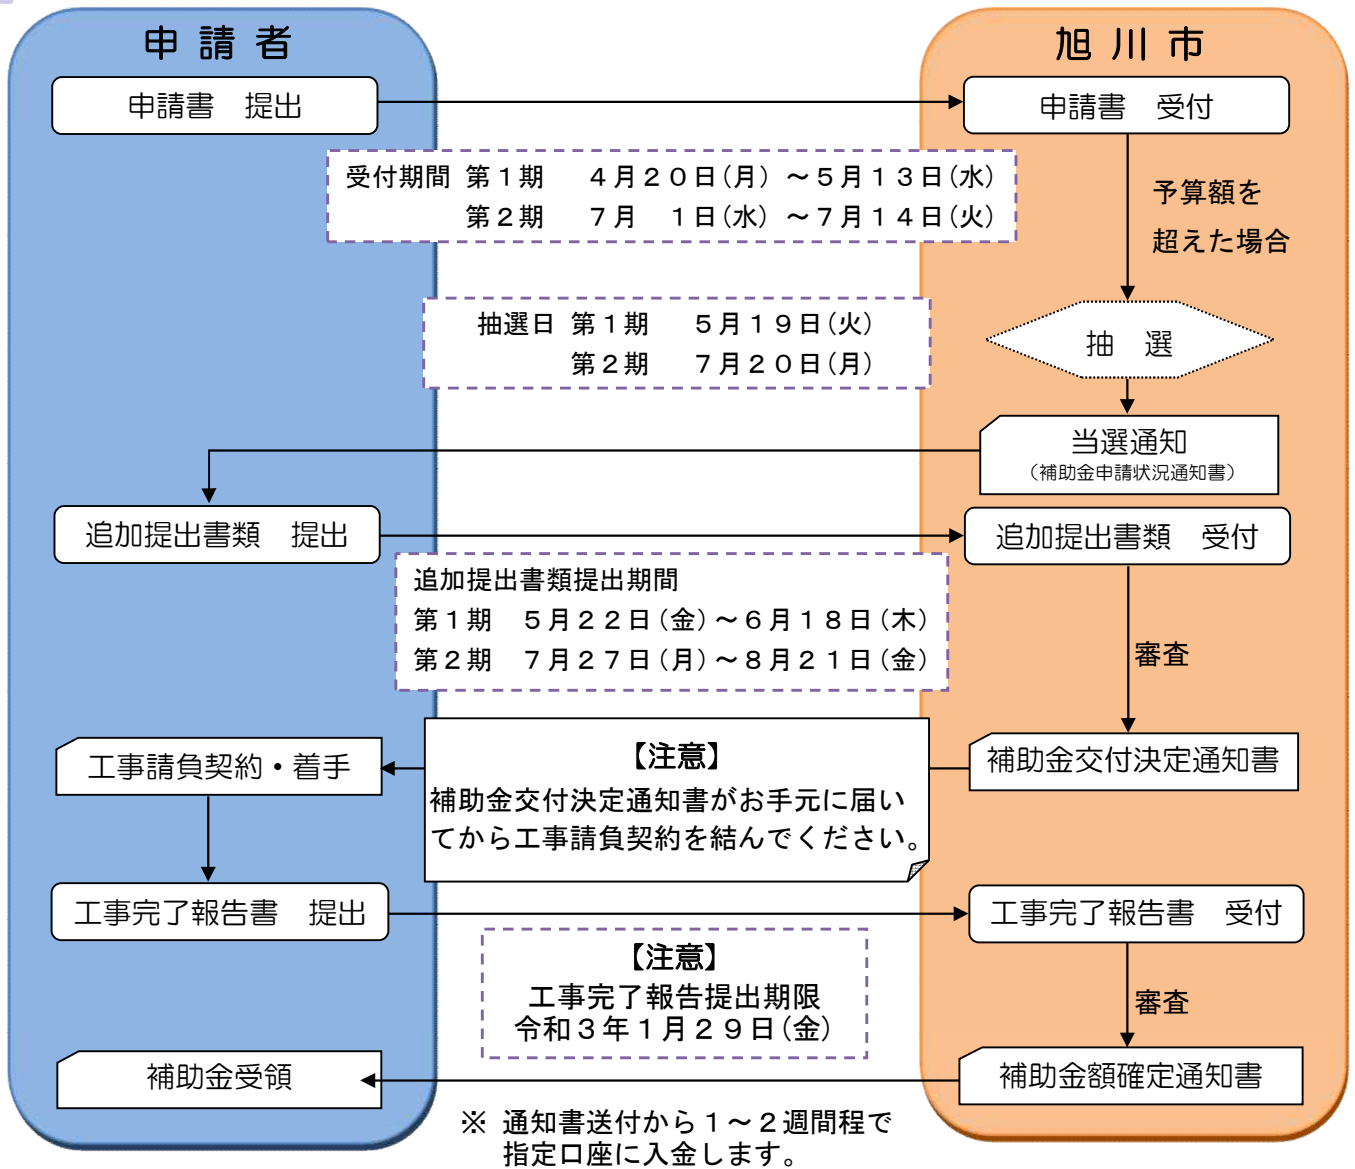 申請者
旭川市
申請書　提出
申請書　受付
受付期間 第１期　４月２０日(月)～５月１３日(水)
第２期　７月　１日(水)～７月１４日(火)
予算額を
超えた場合
抽選日 第１期　５月１９日(火)
第２期　７月２０日(月)
抽　選
当選通知
（補助金申請状況通知書）
追加提出書類　提出
追加提出書類　受付
追加提出書類提出期間
第１期　５月２２日(金)～６月１８日(木)
第２期　７月２７日(月)～８月２１日(金)
審査
工事請負契約・着手
【注意】
補助金交付決定通知書がお手元に届い
てから工事請負契約を結んでください。
補助金交付決定通知書
工事完了報告書　提出
工事完了報告書　受付
【注意】
工事完了報告提出期限
令和３年１月２９日(金)
審査
補助金受領
補助金額確定通知書
※ 通知書送付から１～２週間程で
指定口座に入金します。